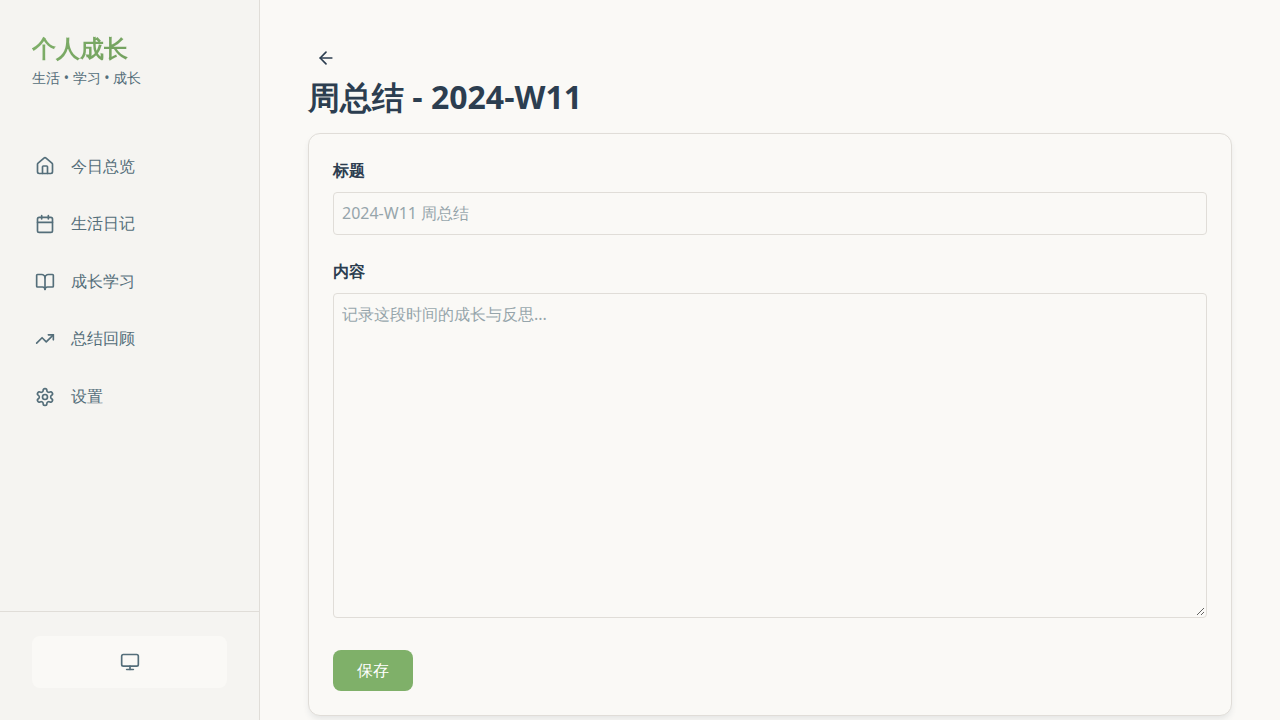 个人成长
生活 • 学习 • 成长
今日总览
生活日记
成长学习
总结回顾
设置
周总结 - 2024-W11
标题
2024-W11 周总结
内容
记录这段时间的成长与反思...
保存